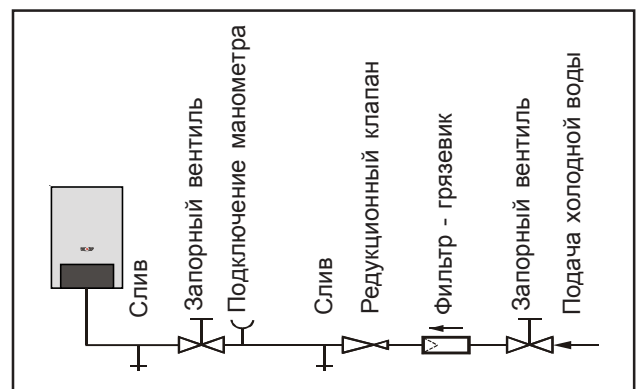 Слив
Запорный вентиль
Подключение манометра
Слив
Редукционный клапан
Фильтр - грязевик
Запорный вентиль
Подача холодной воды